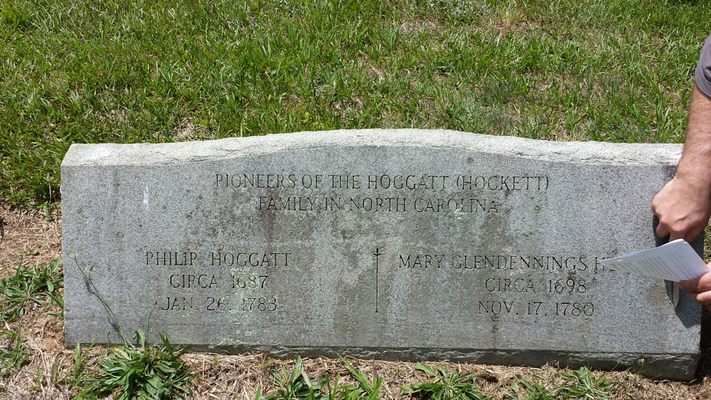 PIONEERS OF THE HOGGATT (HOCKETT)
FAMILY IN NORTH CAROLINA
PHILIP HOGGATT
CIRCA 1687
JAN. 26, 1783
MARY GLENDENNINGS
CIRCA 1698
NOV. 17, 1780